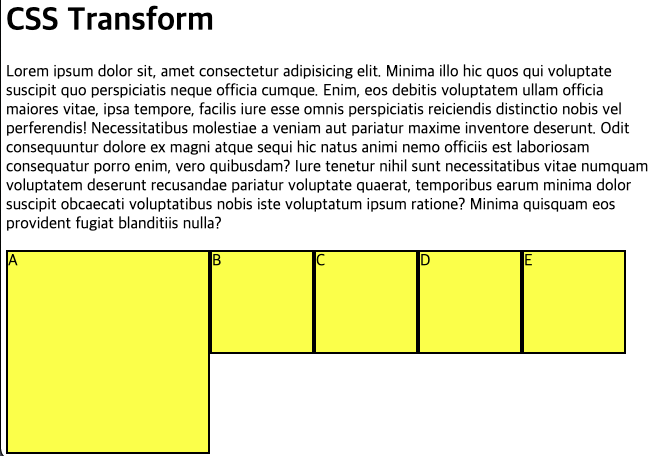 CSS Transform
Lorem ipsum dolor sit, amet consectetur adipisicing elit. Minima illo hic quos qui voluptate
suscipit quo perspiciatis neque officia cumque. Enim, eos debitis voluptatem ullam officia
maiores vitae, ipsa tempore, facilis iure esse omnis perspiciatis reiciendis distinctio nobis vel
perferendis! Necessitatibus molestiae a veniam aut pariatur maxime inventore deserunt. Odit
consequuntur dolore ex magni atque sequi hic natus animi nemo officiis est laboriosam
consequatur porro enim, vero quibusdam? Iure tenetur nihil sunt necessitatibus vitae numquam
voluptatem deserunt recusandae pariatur voluptate quaerat, temporibus earum minima dolor
suscipit obcaecati voluptatibus nobis iste voluptatum ipsum ratione? Minima quisquam eos
provident fugiat blanditiis nulla?
A B C D E